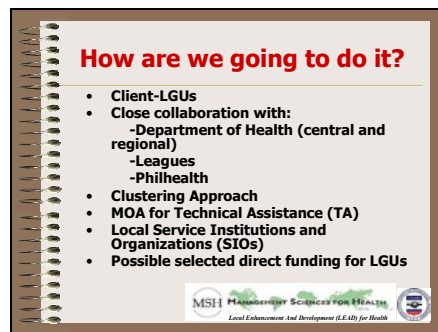 How are we going to do it?
• Client-LGUs
• Close collaboration with:
-Department of Health (central and
regional)
-Leagues
-Philhealth
• Clustering Approach
• MOA for Technical Assistance (TA)
• Local Service Institutions and
Organizations (SIOs)
• Possible selected direct funding for LGUs
MSH MANAGEMENT SCIENCES FOR HEALTH
Local Enhancement And Development (LEAD) for Health